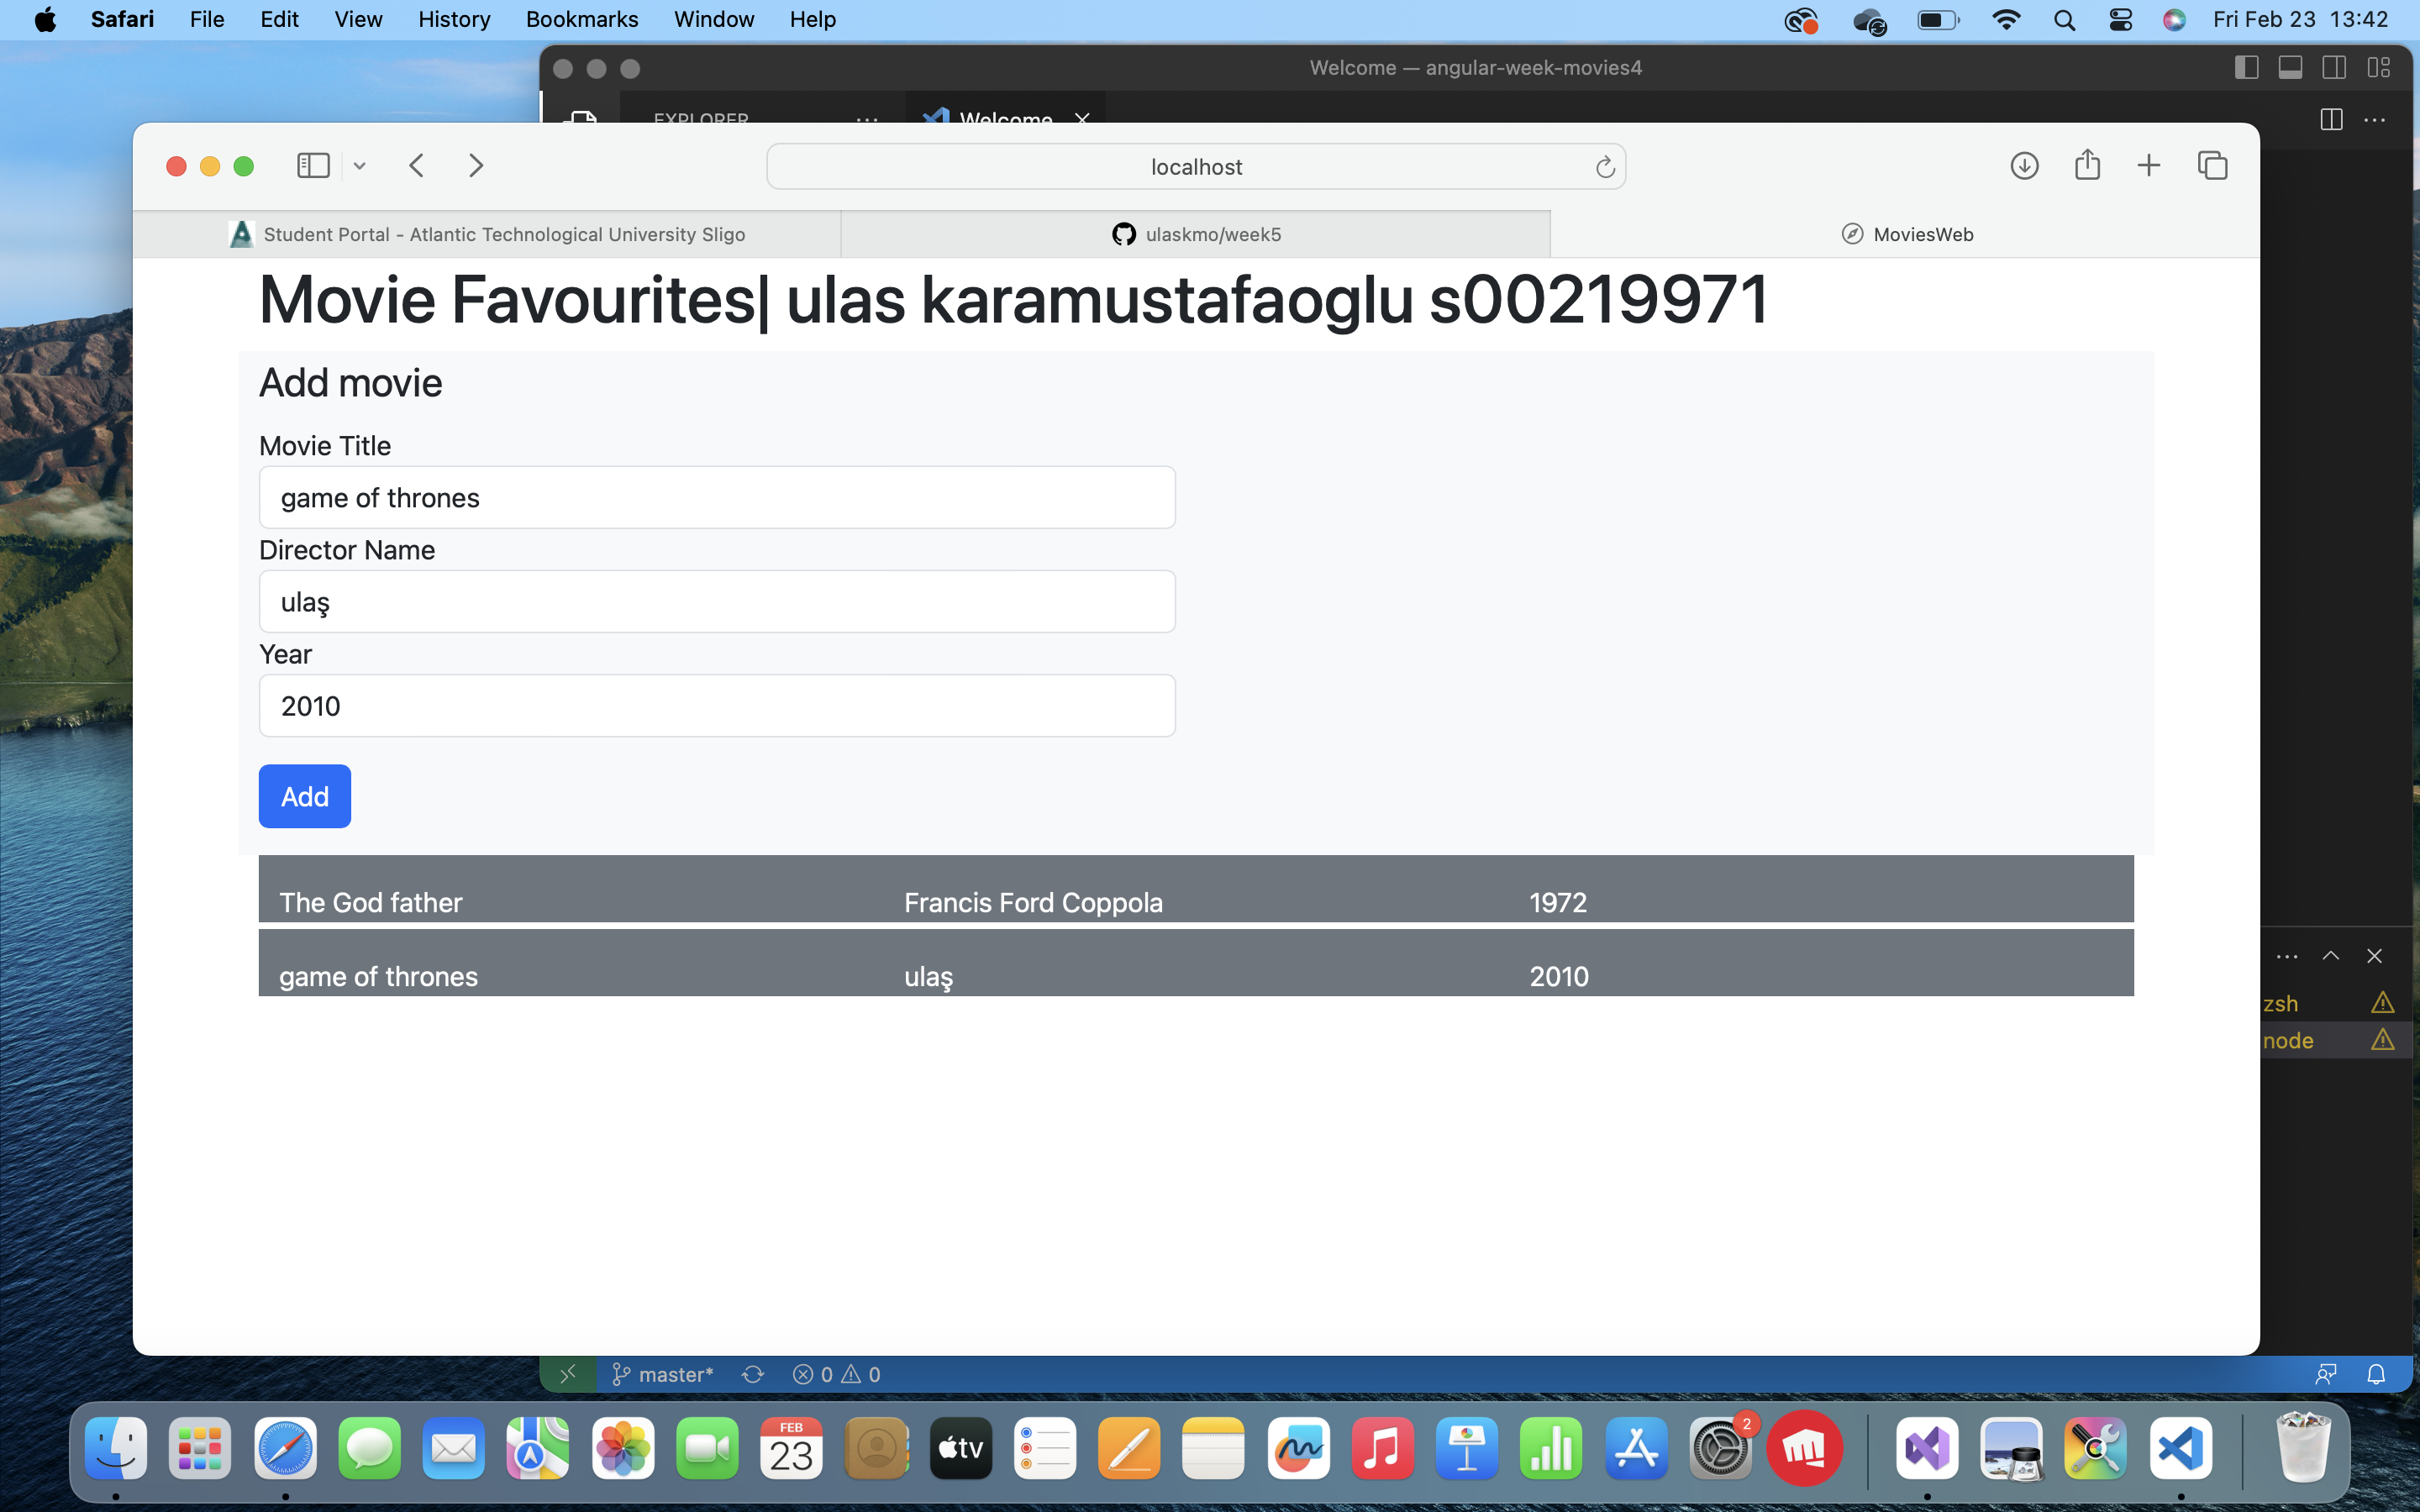 Safari File Edit View History Bookmarks Window Help Fri Feb 23 13:42
Welcome — angular-week-movies4
EXPLORER Welcome
localhost
Student Portal - Atlantic Technological University Sligo ulaskmo/week5 MoviesWeb
Movie Favourites| ulas karamustafaoglu s00219971
Add movie
Movie Title
game of thrones
Director Name
ulaş
Year
2010
Add
The God father Francis Ford Coppola 1972
game of thrones ulaş 2010
zsh
node
master* 0 0
FEB
23
tv
2